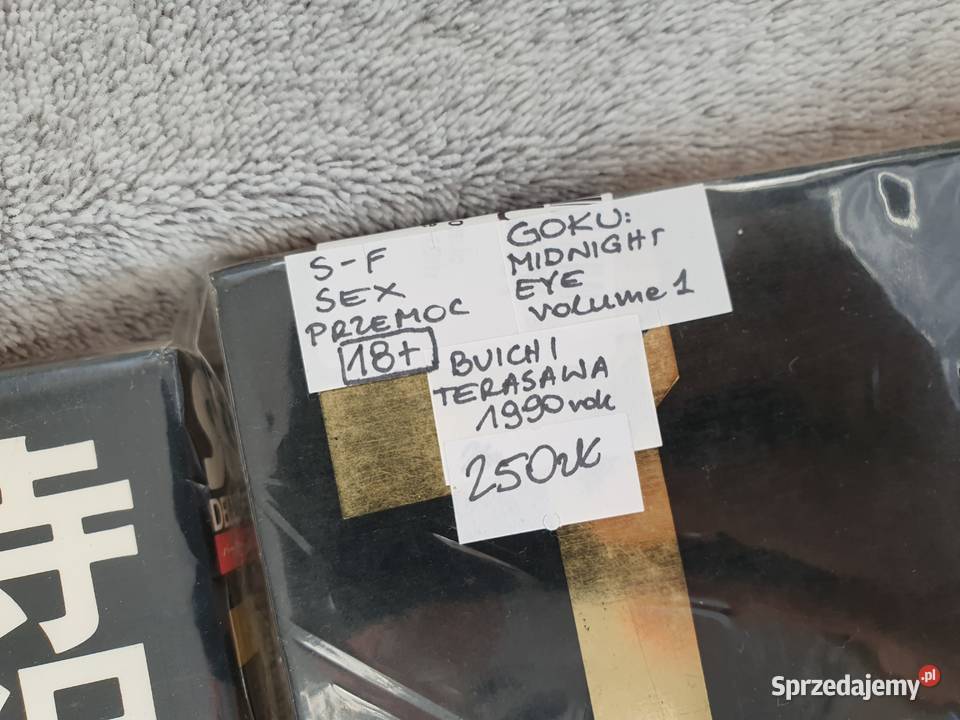 S-F
SEX
PRZEMOC
18+
GOKU:
MIDNIGHT
EYE
volume 1
BUICHI
TERASAWA
1990 rok
250zł
Sprzedajemy.pl